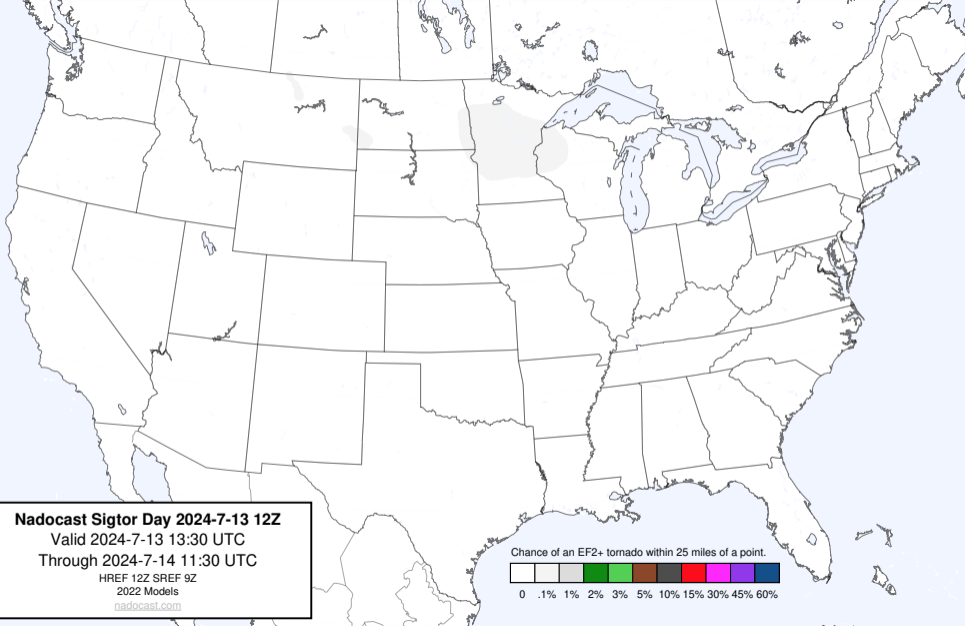 Nadocast Sigtor Day 2024-7-13 12Z
Valid 2024-7-13 13:30 UTC
Through 2024-7-14 11:30 UTC
HREF 12Z SREF 9Z
2022 Models
nadocast.com
Chance of an EF2+ tornado within 25 miles of a point.
0 .1% 1% 2% 3% 5% 10% 15% 30% 45% 60%